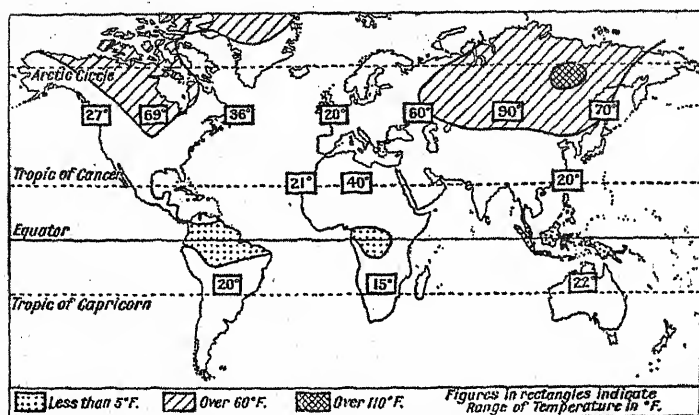 Arctic Circle
27° 69° 36° 20° 60° 90° 70°
Tropic of Cancer
21° 40° 20°
Equator
20° 15° 22°
Tropic of Capricorn
Less than 5°F. Over 60°F. Over 110°F.
Figures in rectangles indicate
Range of Temperature in °F.